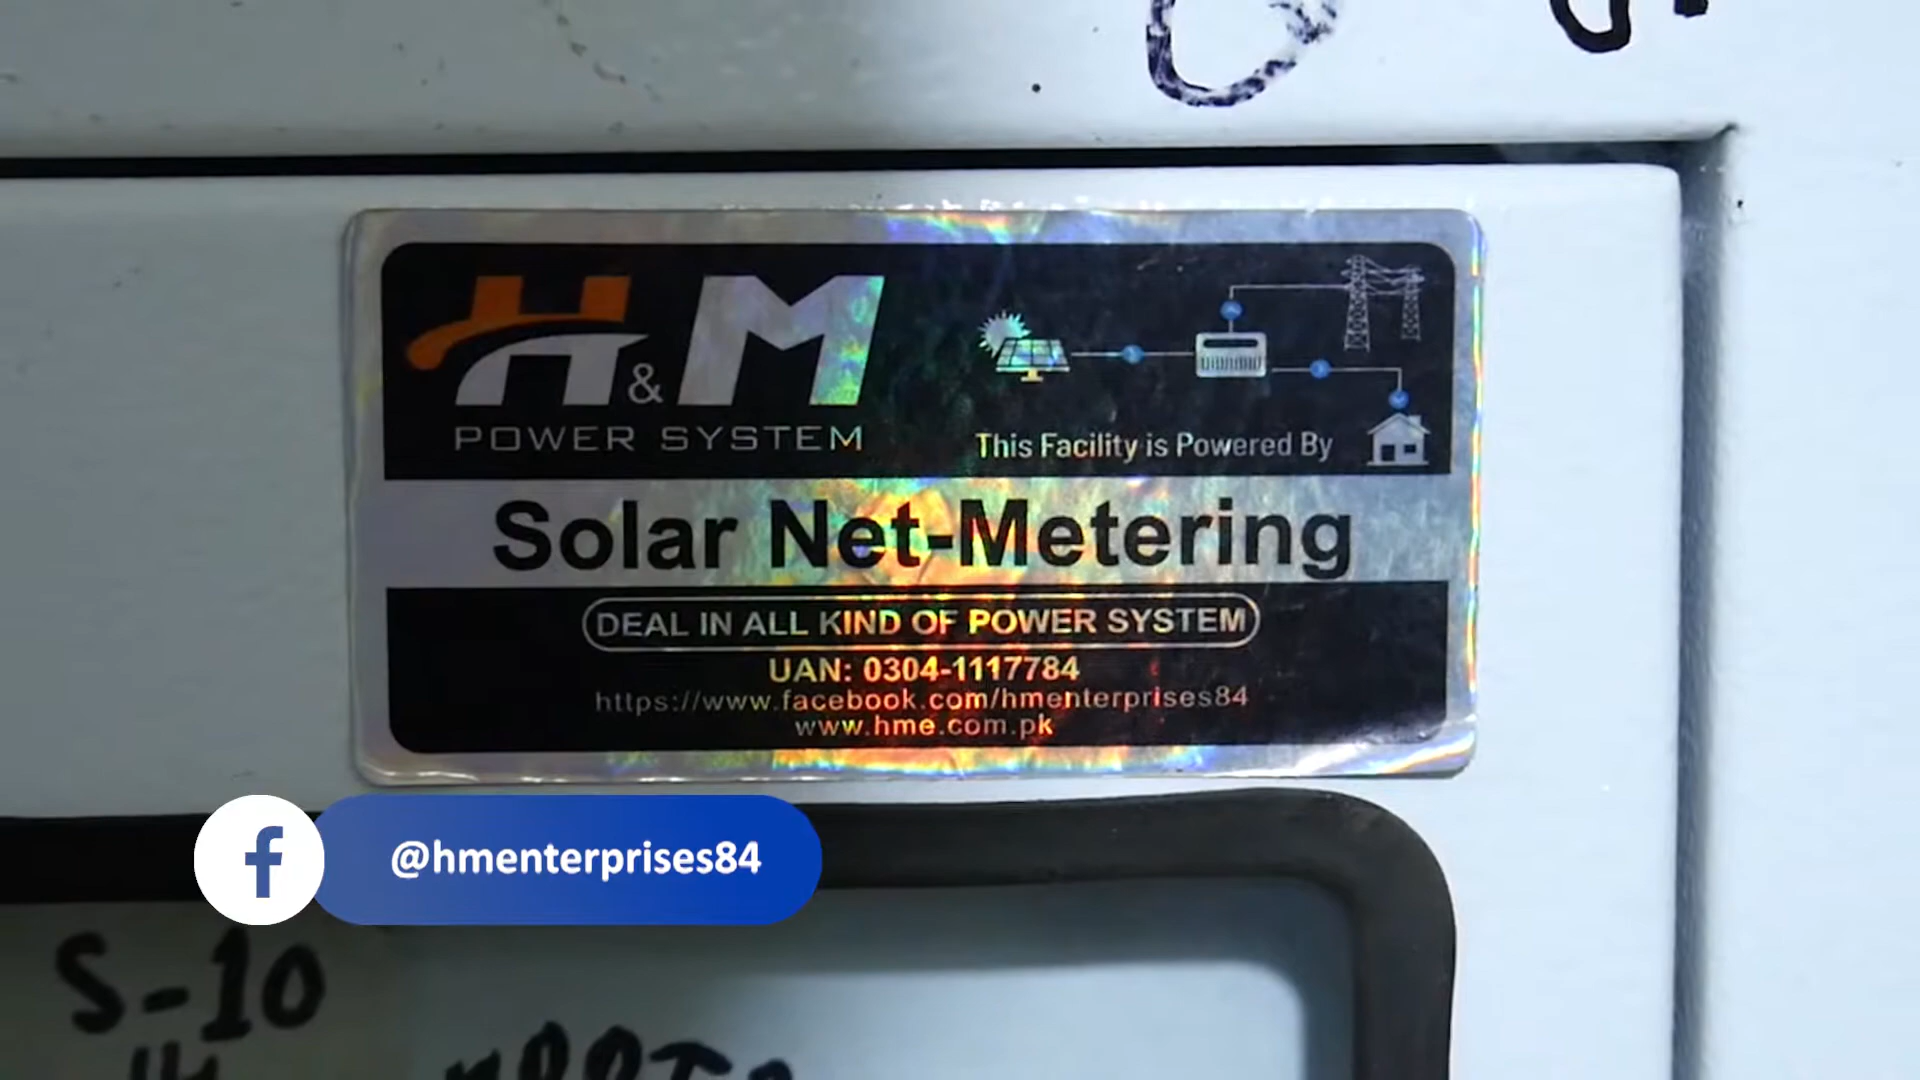 H&M
POWER SYSTEM
This Facility is Powered By
Solar Net-Metering
DEAL IN ALL KIND OF POWER SYSTEM
UAN: 0304-1117784
https://www.facebook.com/hmenterprises84
www.hme.com.pk
@hmenterprises84
S-10